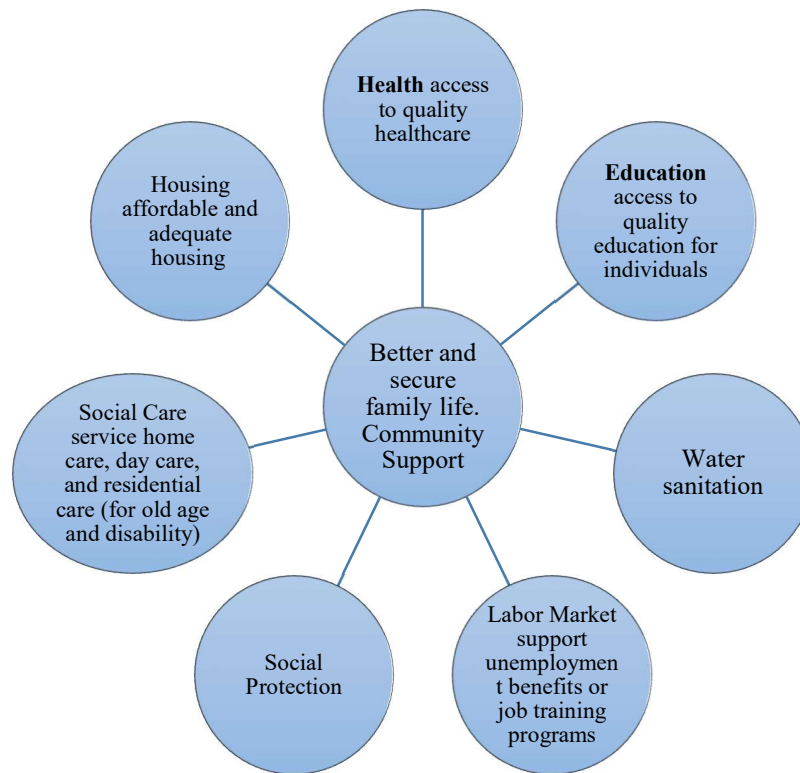 Health access
to quality
healthcare
Education
access to
quality
education for
individuals
Water
sanitation
Labor Market
support
unemploymen
t benefits or
job training
programs
Social
Protection
Social Care
service home
care, day care,
and residential
care (for old age
and disability)
Housing
affordable and
adequate
housing
Better and
secure
family life.
Community
Support